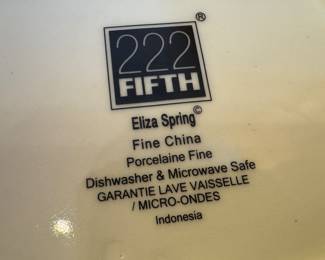 222®
FIFTH
Eliza Spring©
Fine China
Porcelaine Fine
Dishwasher & Microwave Safe
GARANTIE LAVE VAISSELLE
/ MICRO-ONDES
Indonesia